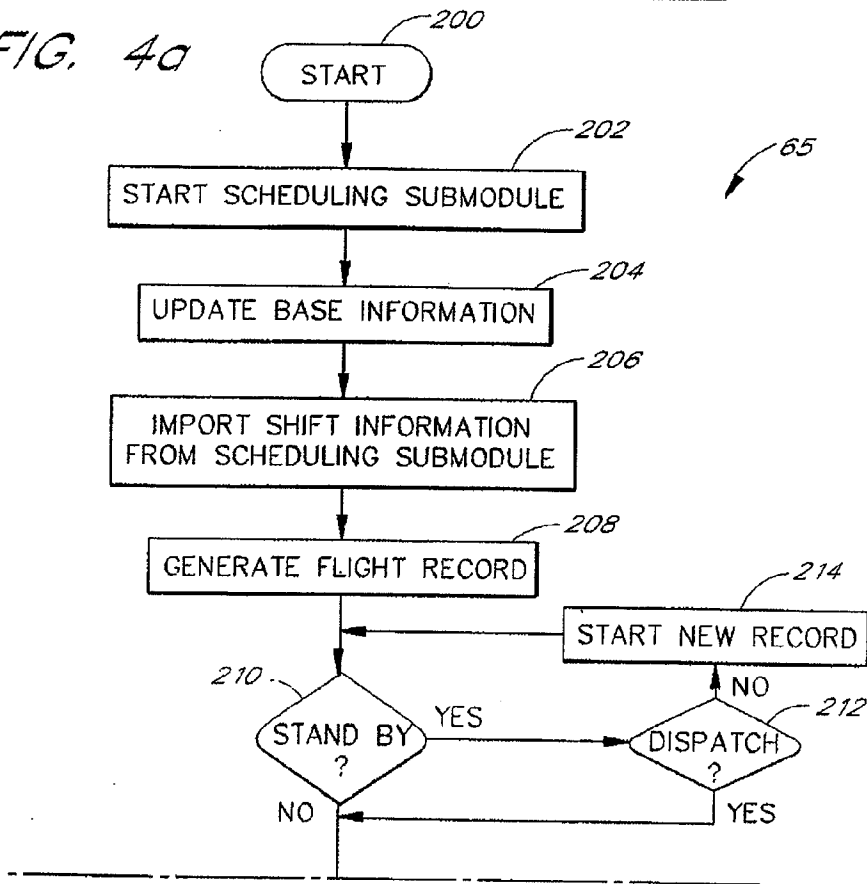 FIG. 4a
200
START
202
65
START SCHEDULING SUBMODULE
204
UPDATE BASE INFORMATION
206
IMPORT SHIFT INFORMATION
FROM SCHEDULING SUBMODULE
208
GENERATE FLIGHT RECORD
214
START NEW RECORD
210
NO
212
YES
STAND BY
?
DISPATCH
?
NO
YES